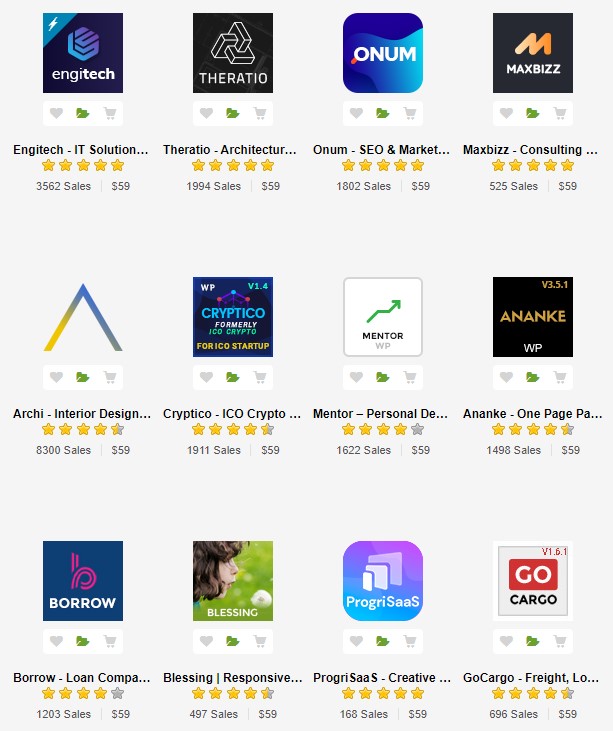 engitech
THERATIO
ONUM
MAXBIZZ
Engitech - IT Solution...
Theratio - Architectur...
Onum - SEO & Market...
Maxbizz - Consulting ...
3562 Sales $59
1994 Sales $59
1802 Sales $59
525 Sales $59
WP V1.4
CRYPTICO
FORMERLY
ICO CRYPTO
FOR ICO STARTUP
MENTOR
WP
V3.5.1
ANANKE
WP
Archi - Interior Design...
Cryptico - ICO Crypto ...
Mentor – Personal De...
Ananke - One Page Pa...
8300 Sales $59
1911 Sales $59
1622 Sales $59
1498 Sales $59
BORROW
BLESSING
ProgriSaaS
V1.6.1
GO
CARGO
Borrow - Loan Compa...
Blessing | Responsive...
ProgriSaaS - Creative ...
GoCargo - Freight, Lo...
1203 Sales $59
497 Sales $59
168 Sales $59
696 Sales $59